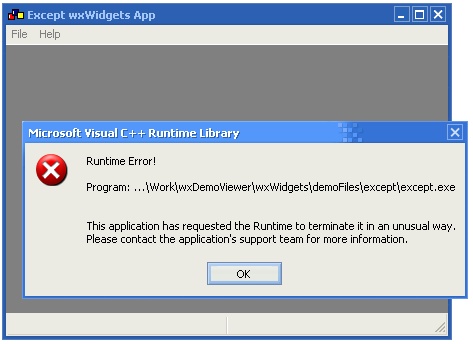 Except wxWidgets App
File Help
Microsoft Visual C++ Runtime Library
Runtime Error!
Program: ...\Work\wxDemoViewer\wxWidgets\demoFiles\except\except.exe
This application has requested the Runtime to terminate it in an unusual way.
Please contact the application's support team for more information.
OK